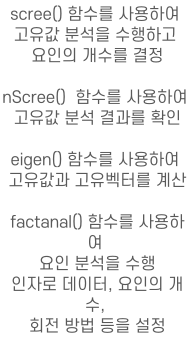 scree() 함수를 사용하여
고유값 분석을 수행하고
요인의 개수를 결정
nScree()  함수를 사용하여
고유값 분석 결과를 확인
eigen() 함수를 사용하여
고유값과 고유벡터를 계산
factanal() 함수를 사용하
여
요인 분석을 수행
인자로 데이터, 요인의 개
수,
회전 방법 등을 설정